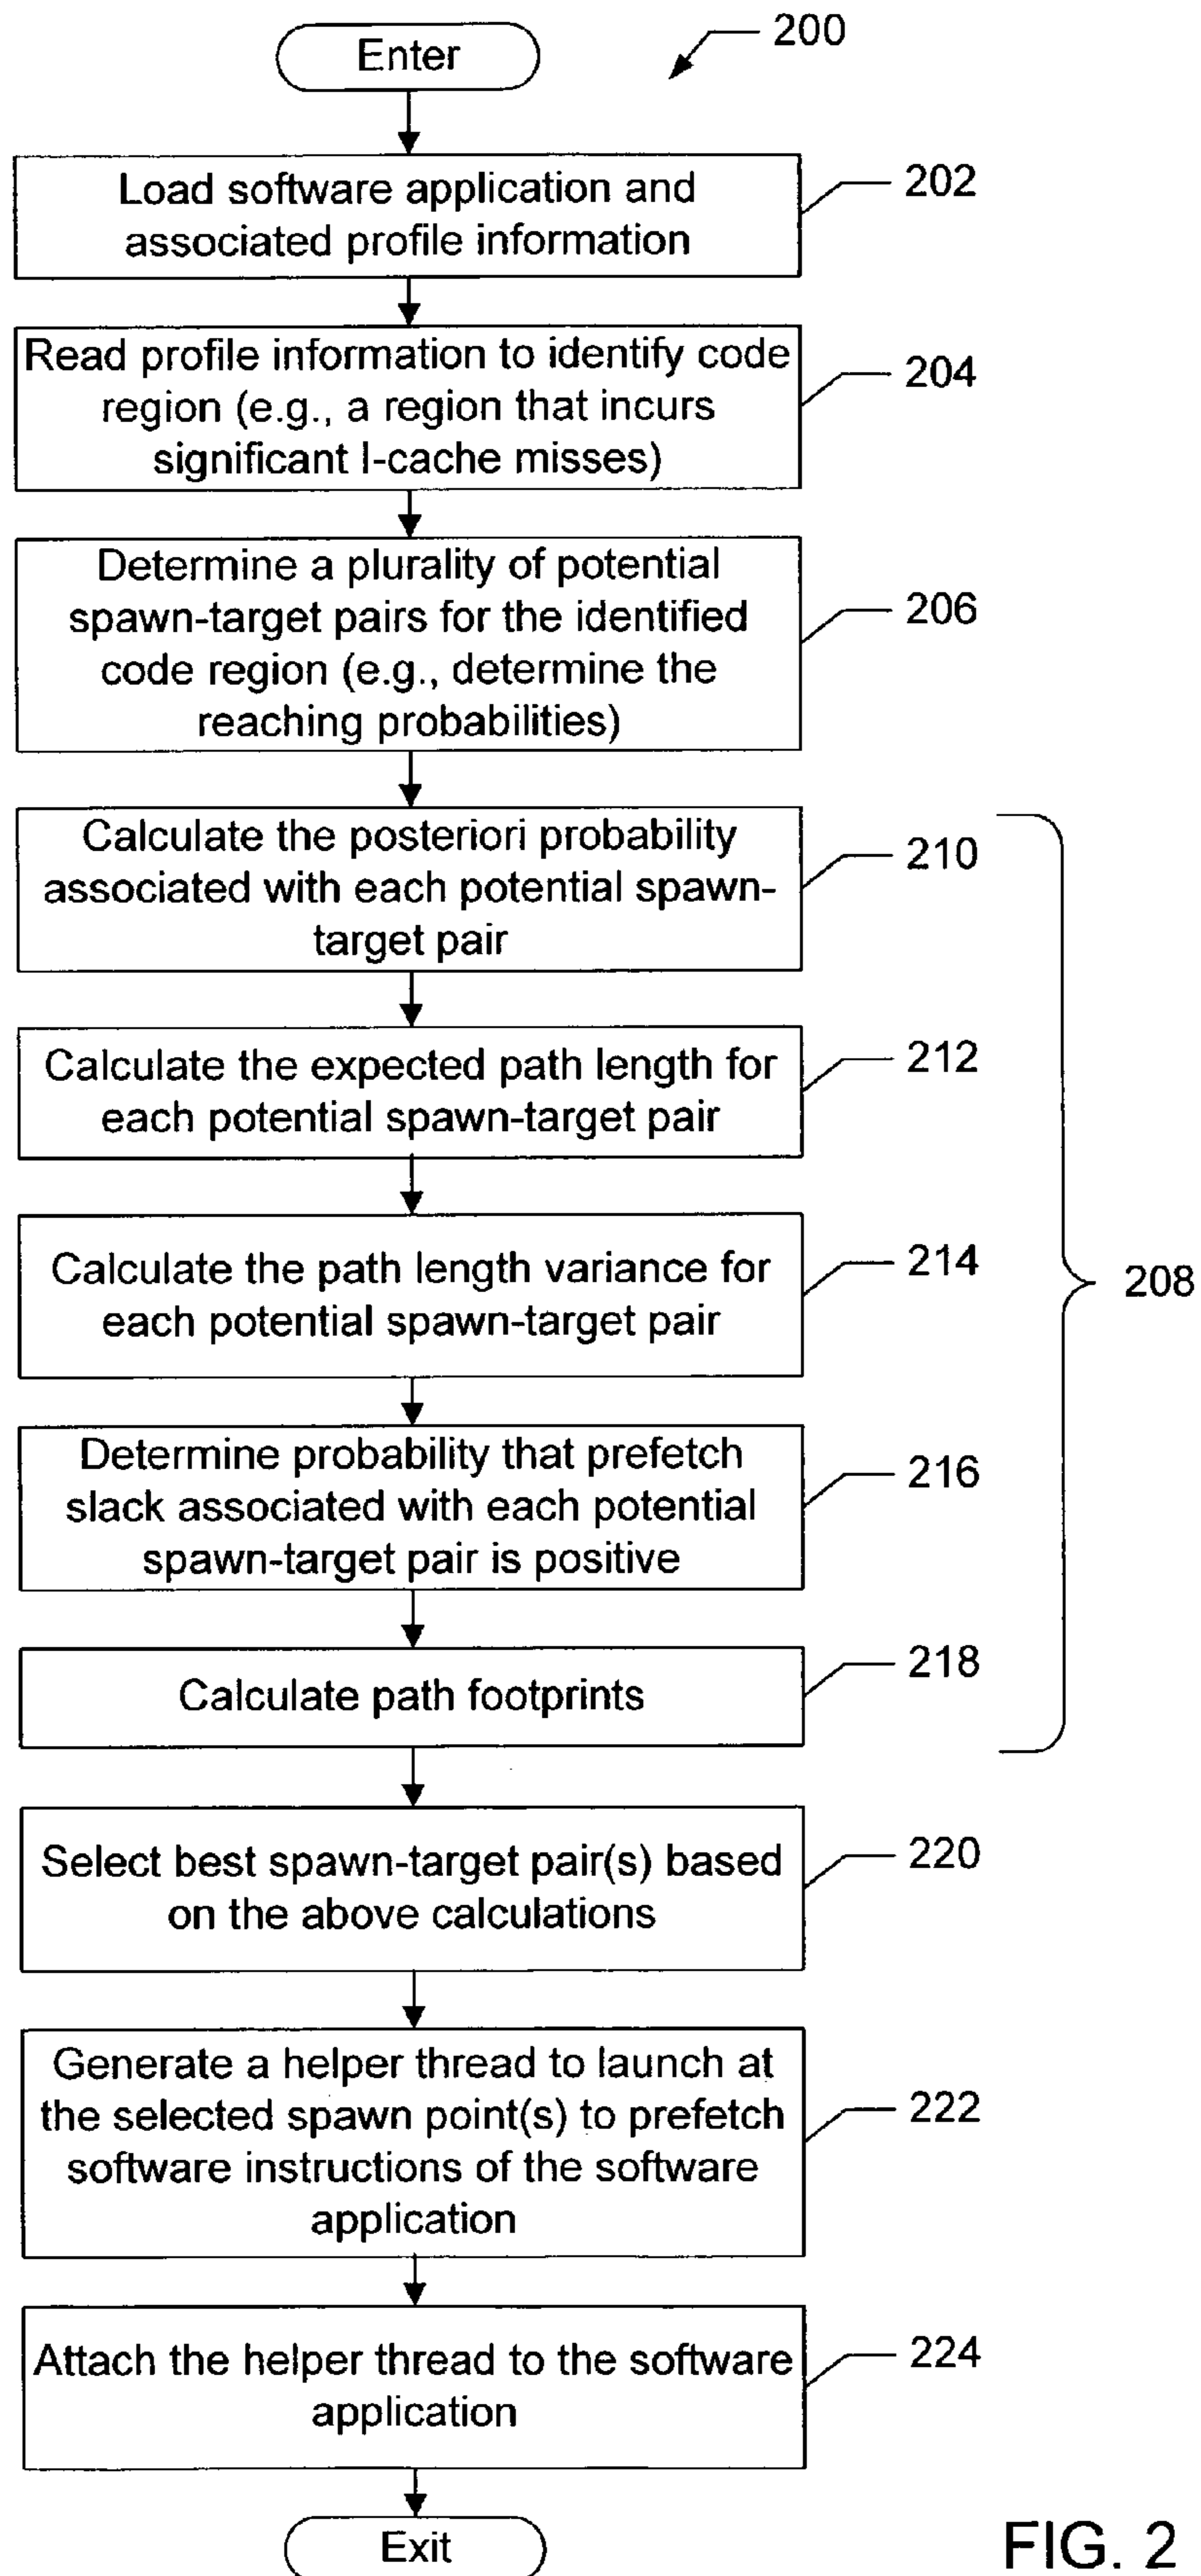 Enter
200
Load software application and
associated profile information
202
Read profile information to identify code
region (e.g., a region that incurs
significant I-cache misses)
204
Determine a plurality of potential
spawn-target pairs for the identified
code region (e.g., determine the
reaching probabilities)
206
Calculate the posteriori probability
associated with each potential spawn-
target pair
210
Calculate the expected path length for
each potential spawn-target pair
212
Calculate the path length variance for
each potential spawn-target pair
214
208
Determine probability that prefetch
slack associated with each potential
spawn-target pair is positive
216
Calculate path footprints
218
Select best spawn-target pair(s) based
on the above calculations
220
Generate a helper thread to launch at
the selected spawn point(s) to prefetch
software instructions of the software
application
222
Attach the helper thread to the software
application
224
Exit
FIG. 2